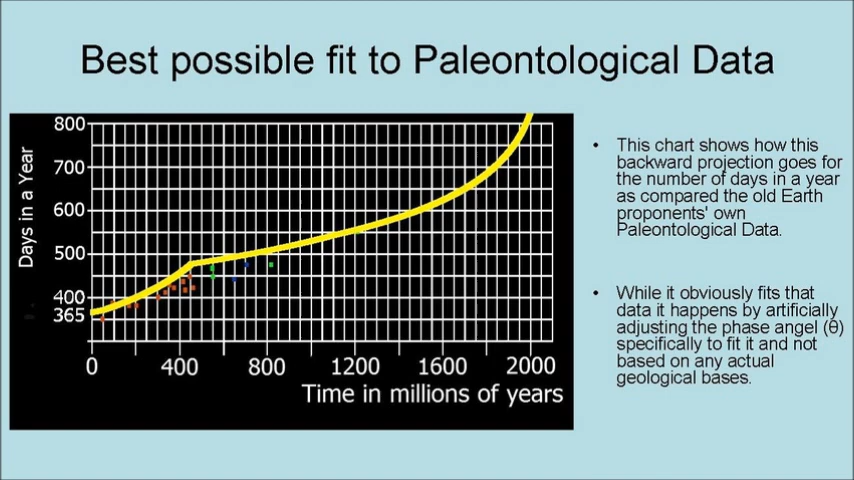 Best possible fit to Paleontological Data
800
700
600
500
400
365
Days in a Year
0 400 800 1200 1600 2000
Time in millions of years
• This chart shows how this
backward projection goes for
the number of days in a year
as compared the old Earth
proponents' own
Paleontological Data.
• While it obviously fits that
data it happens by artificially
adjusting the phase angel (θ)
specifically to fit it and not
based on any actual
geological bases.